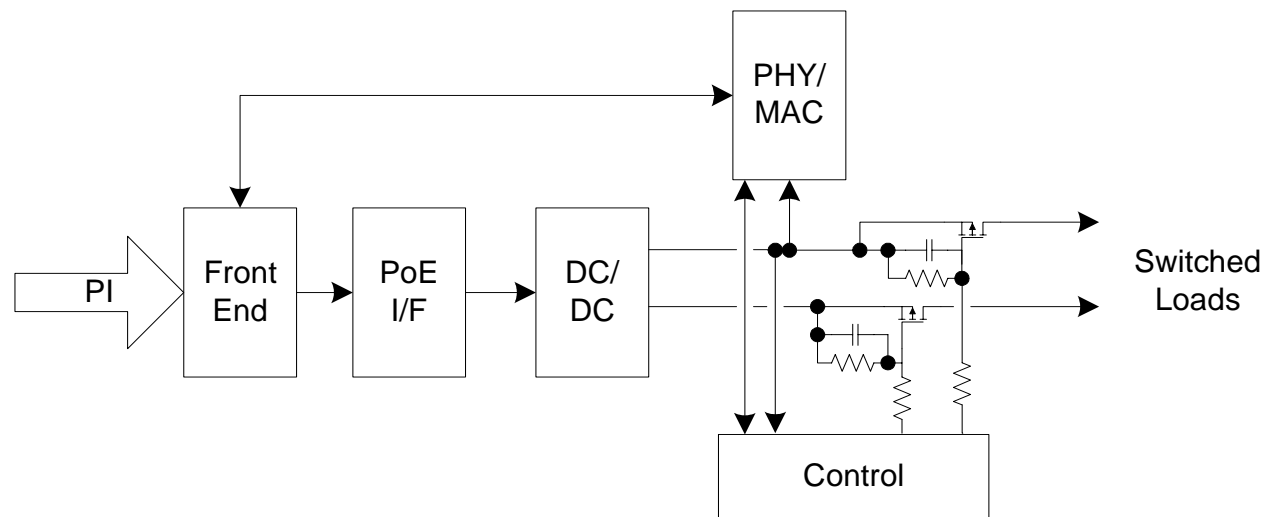 PHY/
MAC
PI
Front
End
PoE
I/F
DC/
DC
Switched
Loads
Control